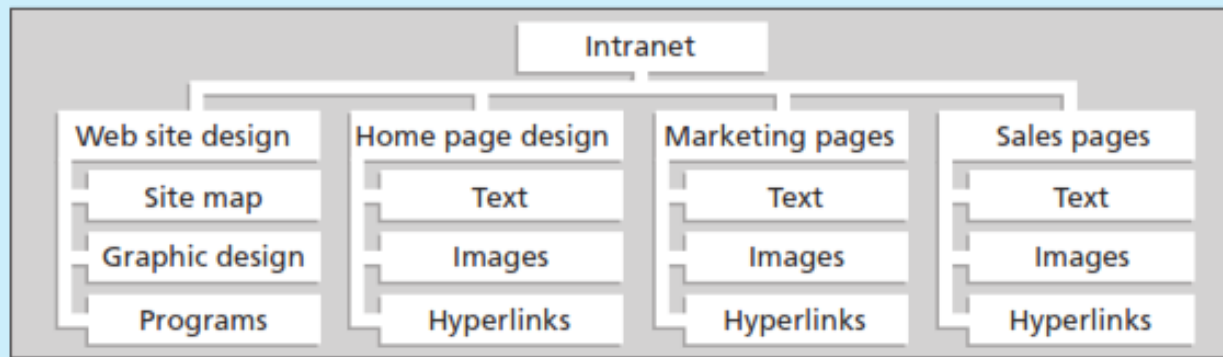 Intranet
Web site design
Home page design
Marketing pages
Sales pages
Site map
Text
Text
Text
Graphic design
Images
Images
Images
Programs
Hyperlinks
Hyperlinks
Hyperlinks